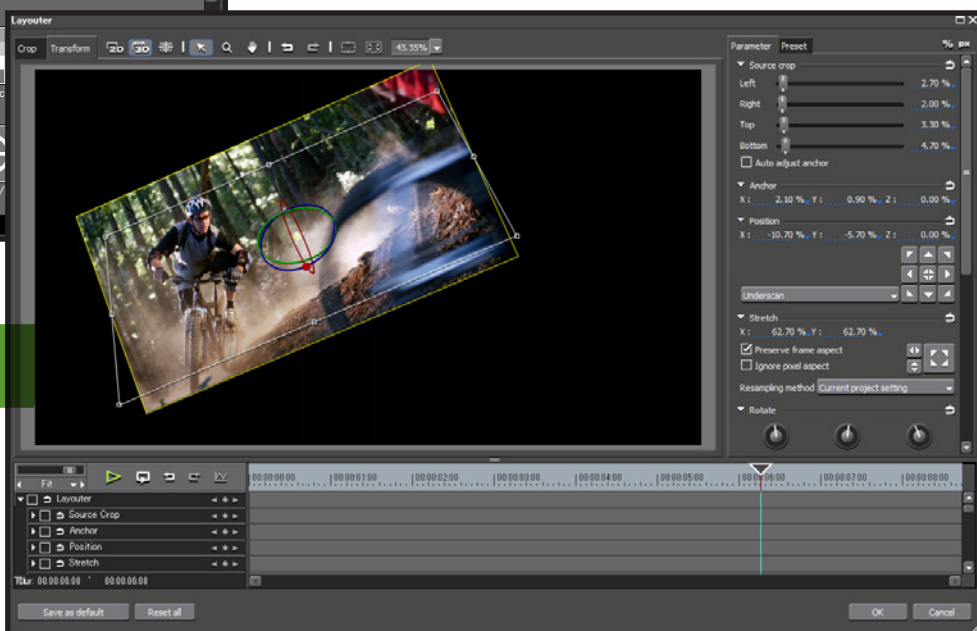 Layouter
Crop Transform 2D 3D 43.35%
Parameter Preset % px
Source crop
Left 2.70 %
Right 2.00 %
Top 3.30 %
Bottom 4.70 %
Auto adjust anchor
Anchor
X: 2.10 % Y: 0.90 % Z: 0.00 %
Position
X: -10.70 % Y: -5.70 % Z: 0.00 %
Underscan
Stretch
X: 62.70 % Y: 62.70 %
Preserve frame aspect
Ignore pixel aspect
Resampling method Current project setting
Rotate
Fit
00:00:00:00 00:00:01:00 00:00:02:00 00:00:03:00 00:00:04:00 00:00:05:00 00:00:06:00 00:00:07:00 00:00:08:00
Layouter
Source Crop
Anchor
Position
Stretch
00:00:06:08 00:00:06:08
Save as default Reset all OK Cancel